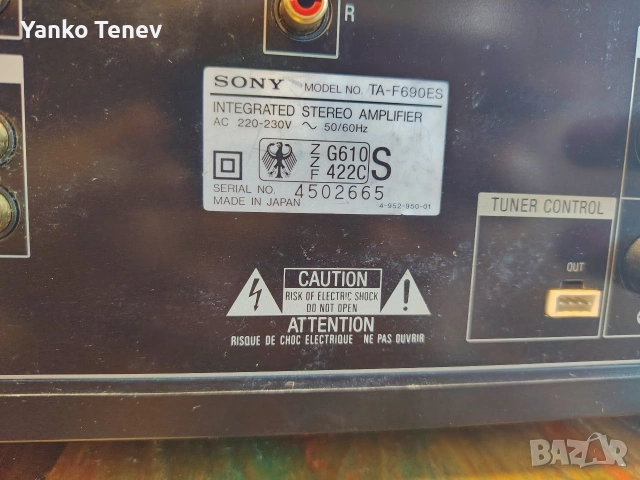 Yanko Tenev
R
SONY MODEL NO. TA-F690ES
INTEGRATED STEREO AMPLIFIER
AC 220-230V ~ 50/60Hz
ZZF G610 422C S
SERIAL NO. 4502665
MADE IN JAPAN 4-952-950-01
TUNER CONTROL
OUT
CAUTION
RISK OF ELECTRIC SHOCK
DO NOT OPEN
ATTENTION
RISQUE DE CHOC ELECTRIQUE NE PAS OUVRIR
BAZAR